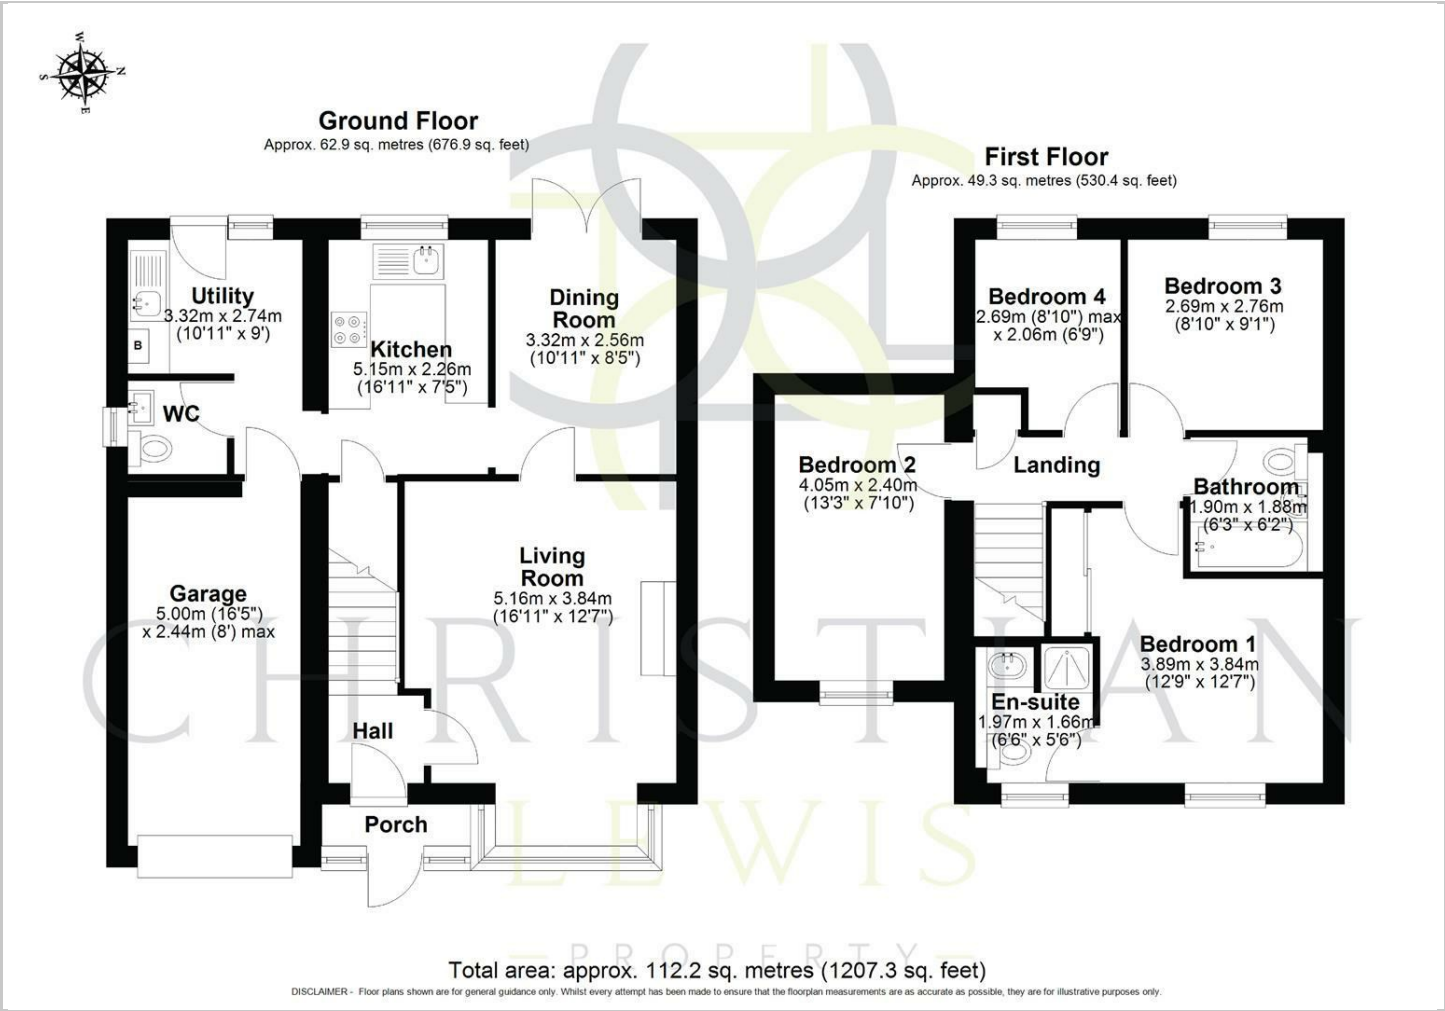 W
N
S
E
Ground Floor
Approx. 62.9 sq. metres (676.9 sq. feet)
First Floor
Approx. 49.3 sq. metres (530.4 sq. feet)
Utility
3.32m x 2.74m
(10'11" x 9')
B
WC
Kitchen
5.15m x 2.26m
(16'11" x 7'5")
Dining
Room
3.32m x 2.56m
(10'11" x 8'5")
Garage
5.00m (16'5")
x 2.44m (8') max
Living
Room
5.16m x 3.84m
(16'11" x 12'7")
Hall
Porch
Bedroom 4
2.69m (8'10") max
x 2.06m (6'9")
Bedroom 3
2.69m x 2.76m
(8'10" x 9'1")
Bedroom 2
4.05m x 2.40m
(13'3" x 7'10")
Landing
Bathroom
1.90m x 1.88m
(6'3" x 6'2")
Bedroom 1
3.89m x 3.84m
(12'9" x 12'7")
En-suite
1.97m x 1.66m
(6'6" x 5'6")
CHRISTIAN
LEWIS
PROPERTY
Total area: approx. 112.2 sq. metres (1207.3 sq. feet)
DISCLAIMER - Floor plans shown are for general guidance only. Whilst every attempt has been made to ensure that the floorplan measurements are as accurate as possible, they are for illustrative purposes only.